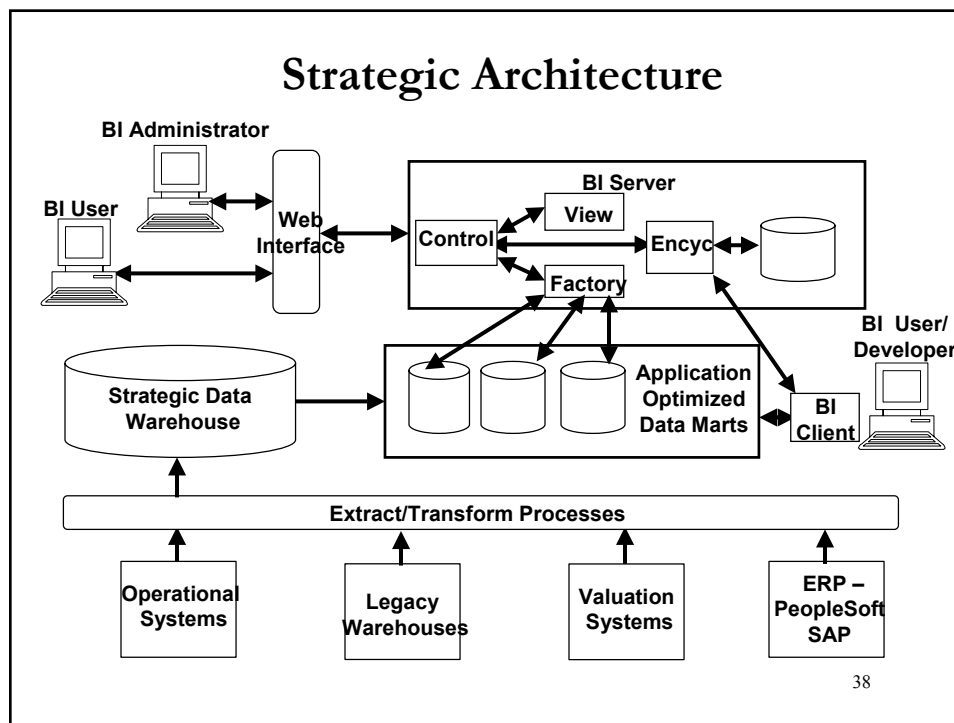 Strategic Architecture
BI Administrator
BI User
Web
Interface
BI Server
View
Control
Encyc
Factory
BI  User/
Developer
Strategic Data
Warehouse
Application
Optimized
Data Marts
BI
Client
Extract/Transform Processes
Operational
Systems
Legacy
Warehouses
Valuation
Systems
ERP –
PeopleSoft
SAP
38